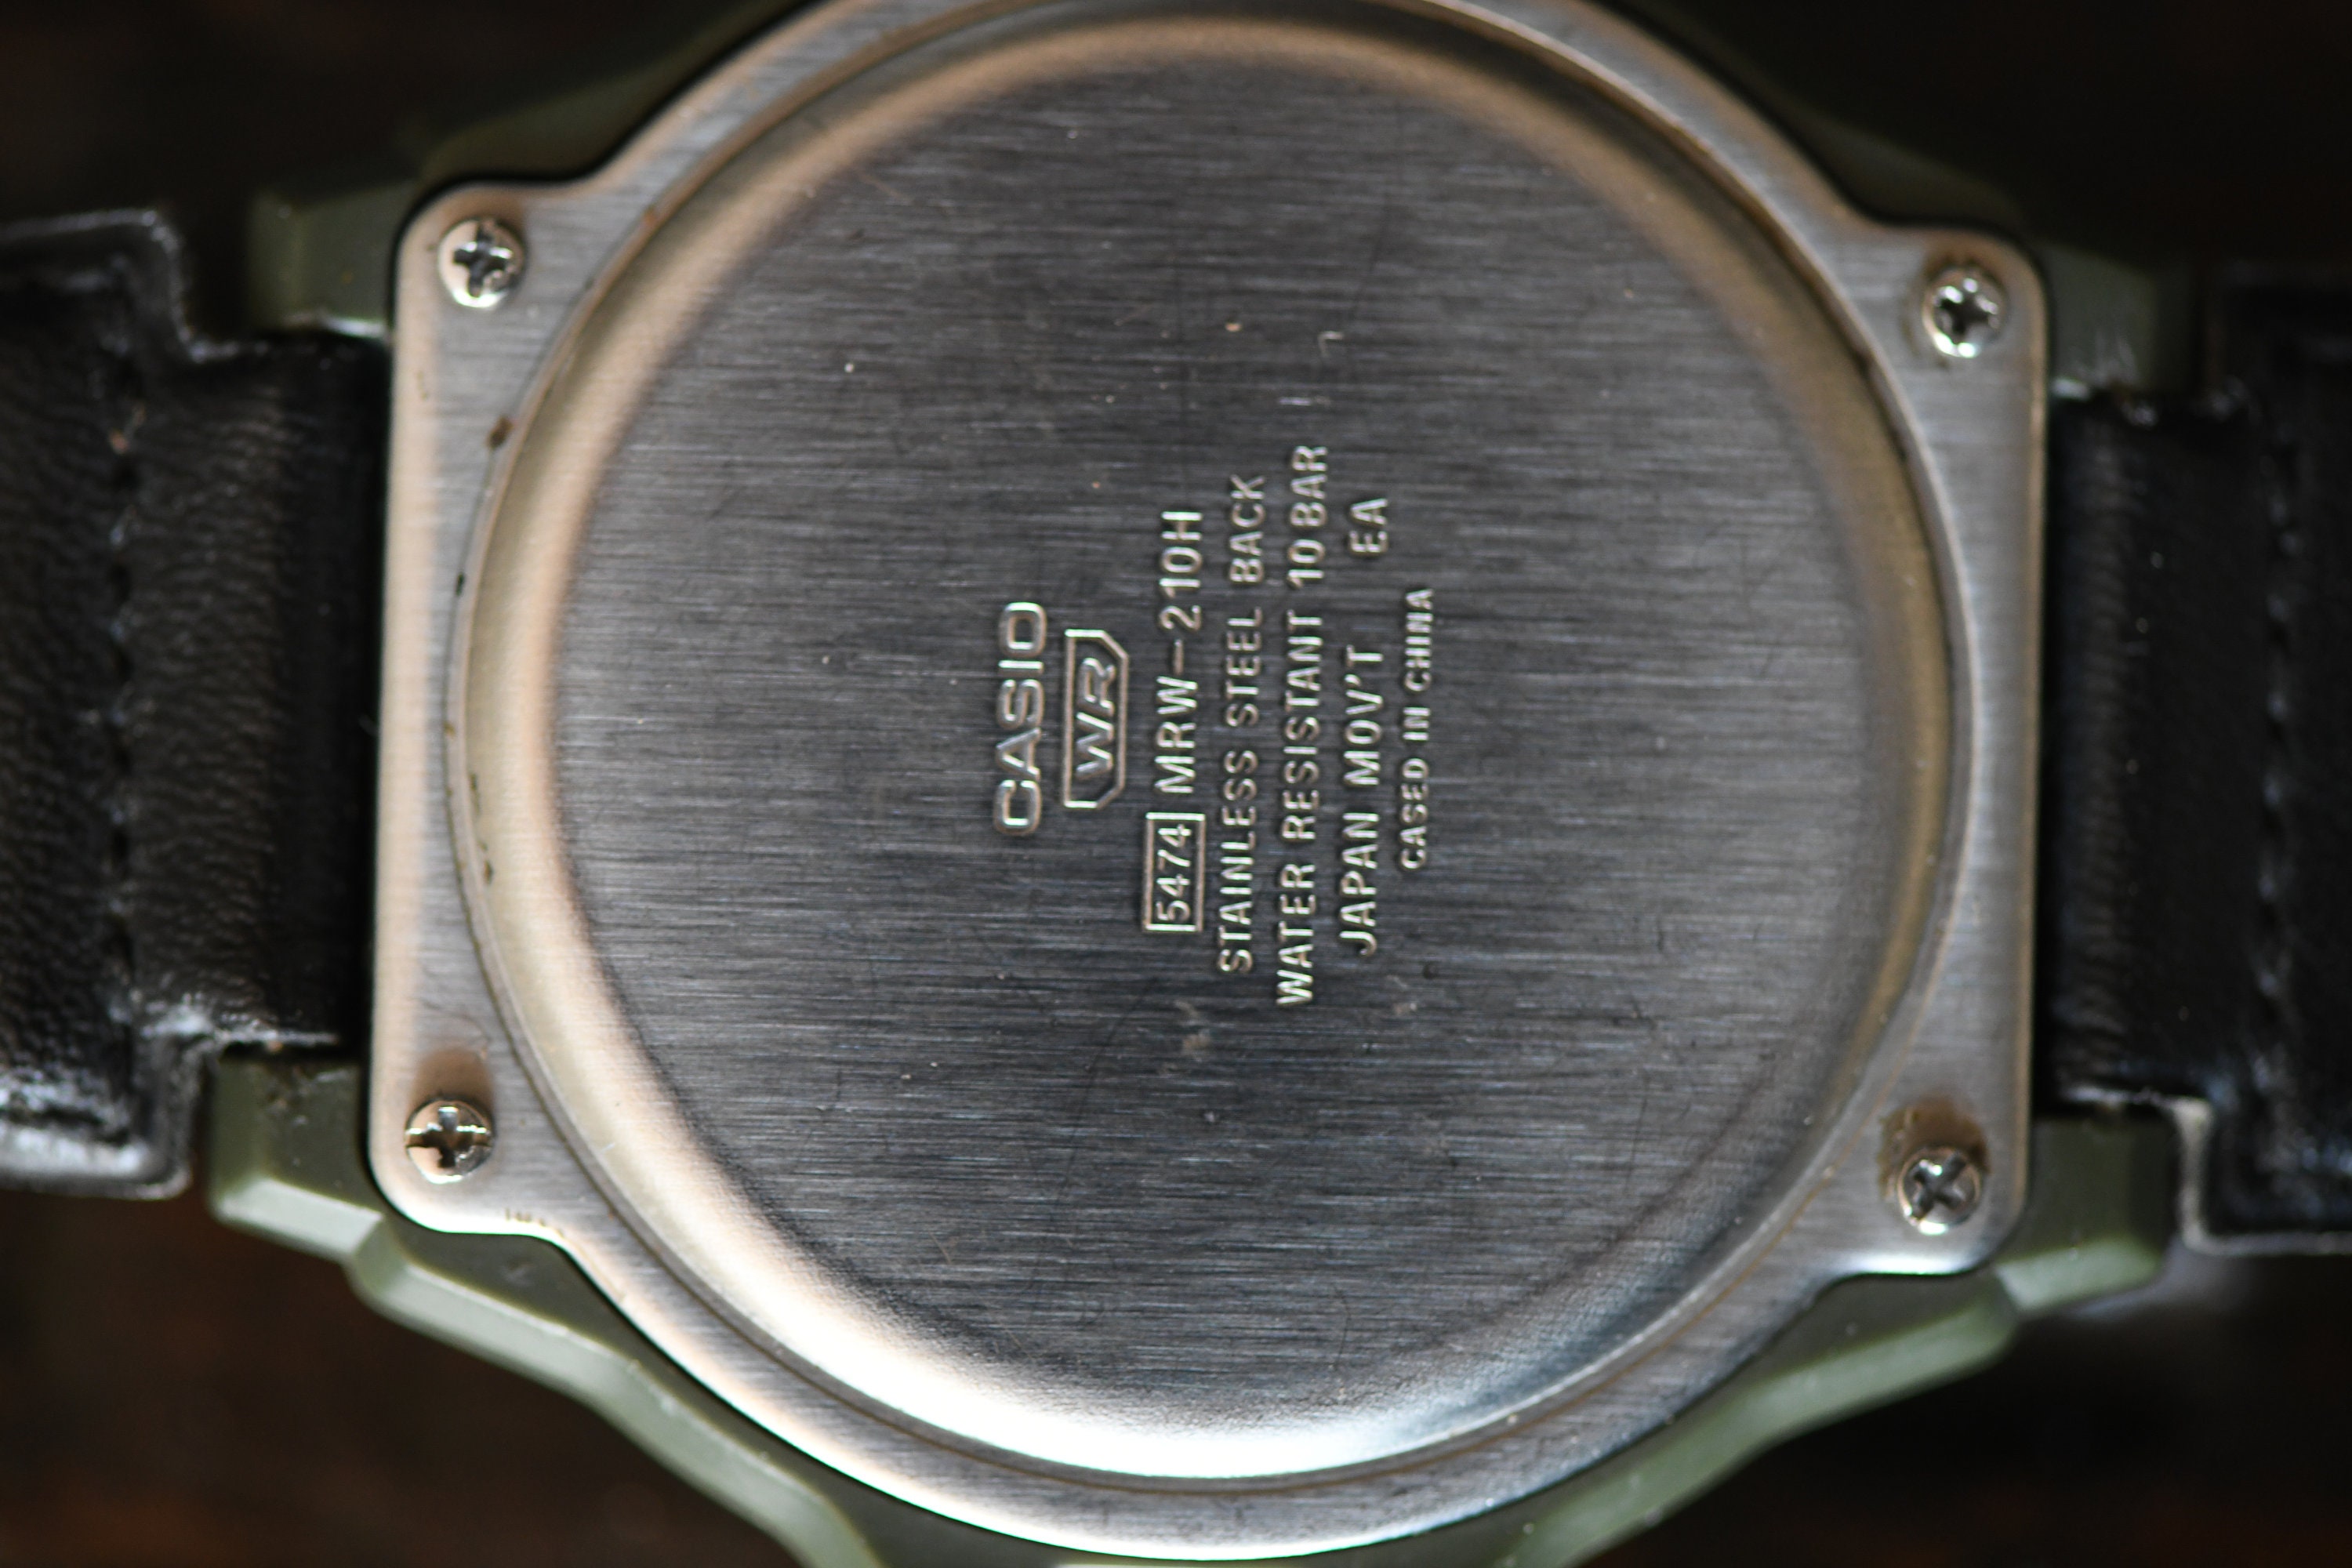 CASIO
WR
5474 MRW-210H
STAINLESS STEEL BACK
WATER RESISTANT 10 BAR
JAPAN MOV'T EA
CASED IN CHINA